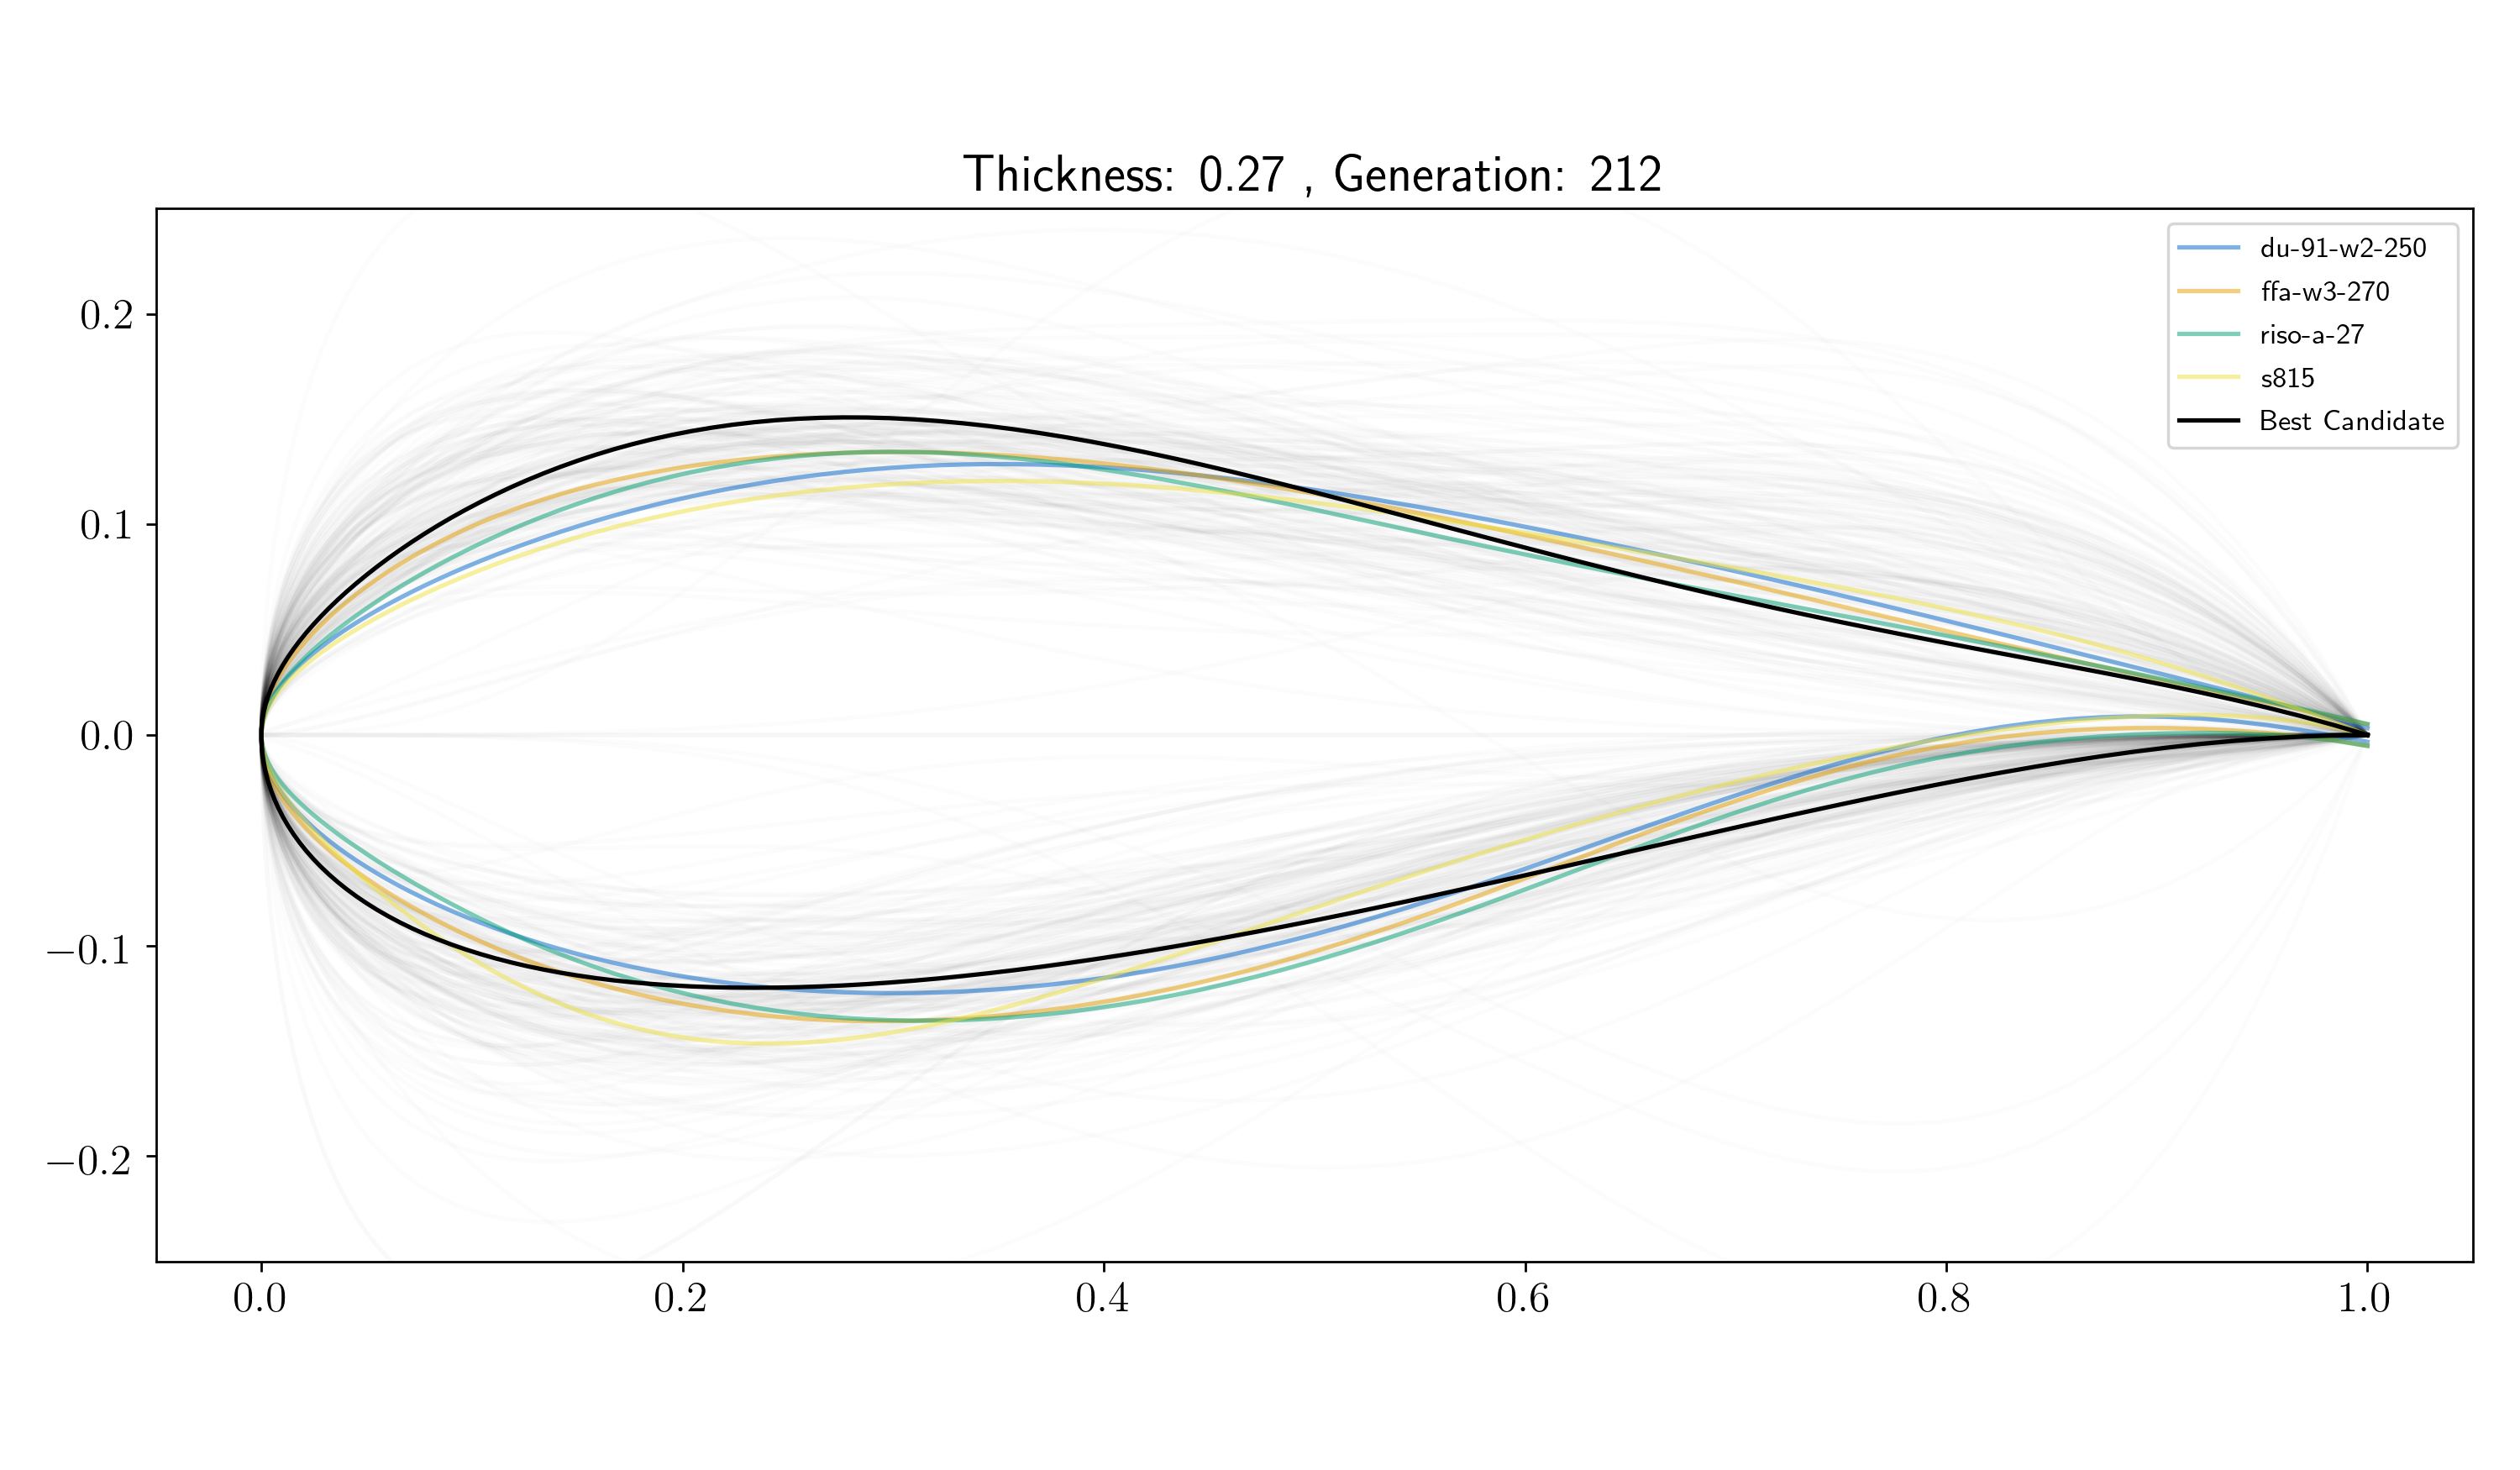 Thickness: 0.27 , Generation: 212
du-91-w2-250
ffa-w3-270
riso-a-27
s815
Best Candidate
0.2
0.1
0.0
−0.1
−0.2
0.0 0.2 0.4 0.6 0.8 1.0